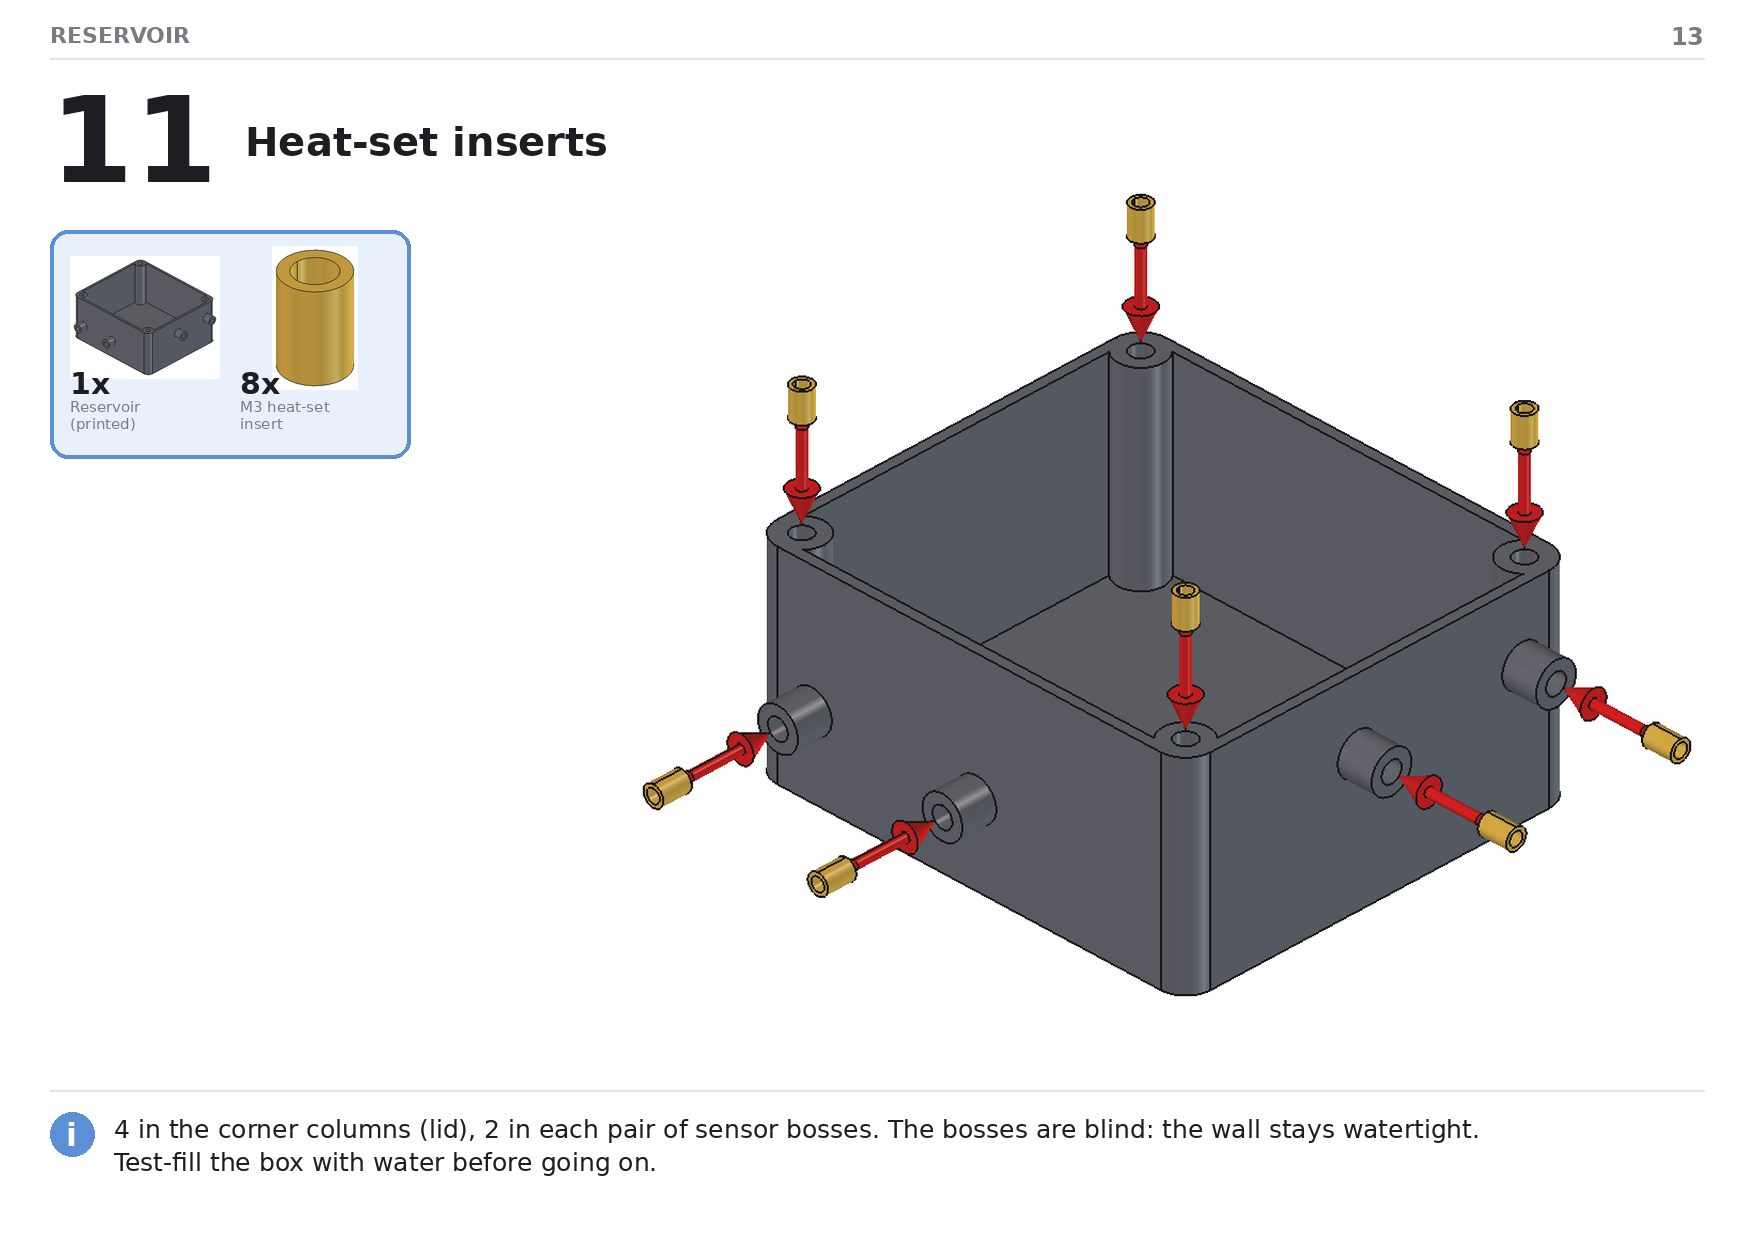 RESERVOIR
13
11
Heat-set inserts
1x
Reservoir
(printed)
8x
M3 heat-set
insert
i
4 in the corner columns (lid), 2 in each pair of sensor bosses. The bosses are blind: the wall stays watertight.
Test-fill the box with water before going on.